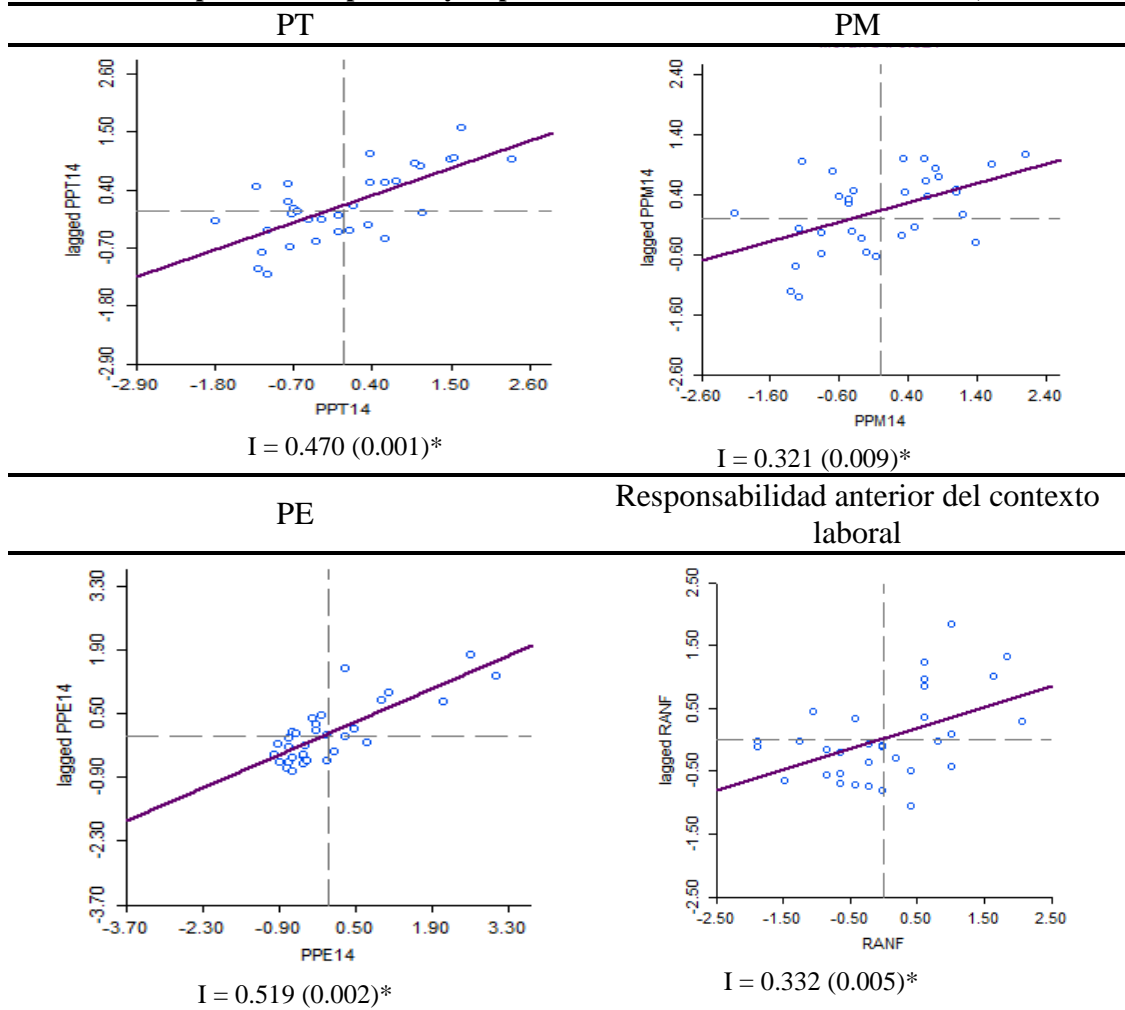 PT PM
2.60
1.50
0.40
-0.70
-1.80
-2.90
lagged PPT14
-2.90 -1.80 -0.70 0.40 1.50 2.60
PPT14
I = 0.470 (0.001)*
2.40
1.40
0.40
-0.60
-1.60
-2.60
lagged PPM14
-2.60 -1.60 -0.60 0.40 1.40 2.40
PPM14
I = 0.321 (0.009)*
PE
Responsabilidad anterior del contexto
laboral
3.30
1.90
0.50
-0.90
-2.30
-3.70
lagged PPE14
-3.70 -2.30 -0.90 0.50 1.90 3.30
PPE14
I = 0.519 (0.002)*
2.50
1.50
0.50
-0.50
-1.50
-2.50
lagged RANF
-2.50 -1.50 -0.50 0.50 1.50 2.50
RANF
I = 0.332 (0.005)*